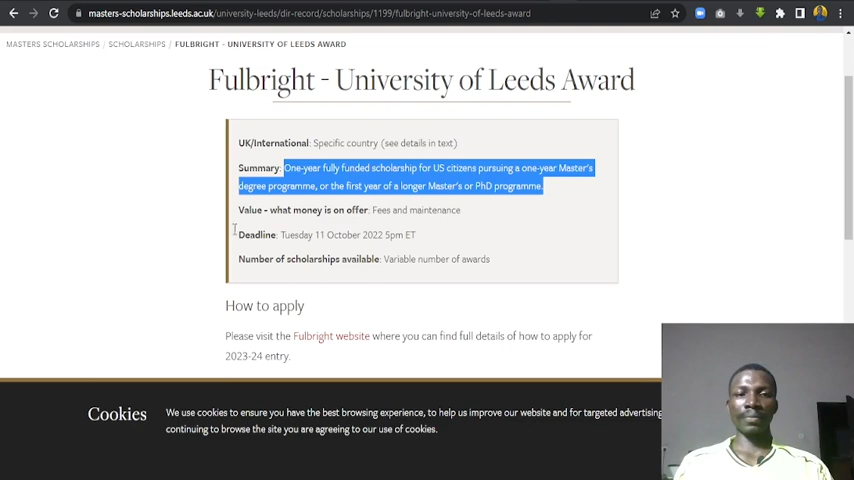 masters-scholarships.leeds.ac.uk/university-leeds/dir-record/scholarships/1199/fulbright-university-of-leeds-award
MASTERS SCHOLARSHIPS / SCHOLARSHIPS / FULBRIGHT - UNIVERSITY OF LEEDS AWARD
Fulbright - University of Leeds Award
UK/International: Specific country (see details in text)
Summary: One-year fully funded scholarship for US citizens pursuing a one-year Master's
degree programme, or the first year of a longer Master's or PhD programme.
Value - what money is on offer: Fees and maintenance
Deadline: Tuesday 11 October 2022 5pm ET
Number of scholarships available: Variable number of awards
How to apply
Please visit the Fulbright website where you can find full details of how to apply for
2023-24 entry.
Cookies
We use cookies to ensure you have the best browsing experience, to help us improve our website and for targeted advertising
continuing to browse the site you are agreeing to our use of cookies.